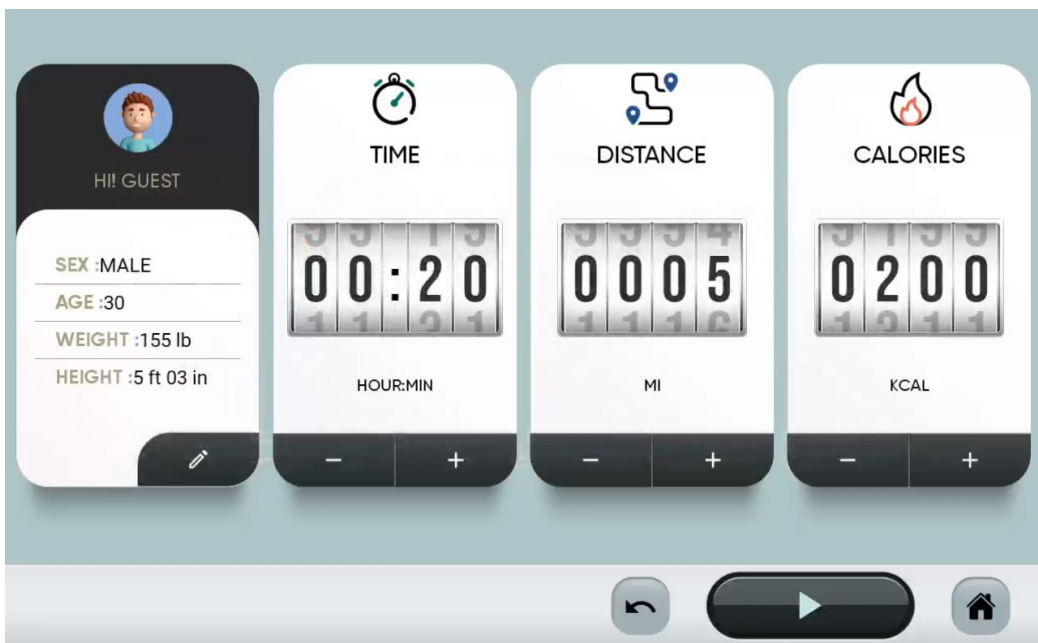 HI! GUEST
SEX :MALE
AGE :30
WEIGHT :155 lb
HEIGHT :5 ft 03 in
TIME
00:20
HOUR:MIN
DISTANCE
0005
MI
CALORIES
0200
KCAL